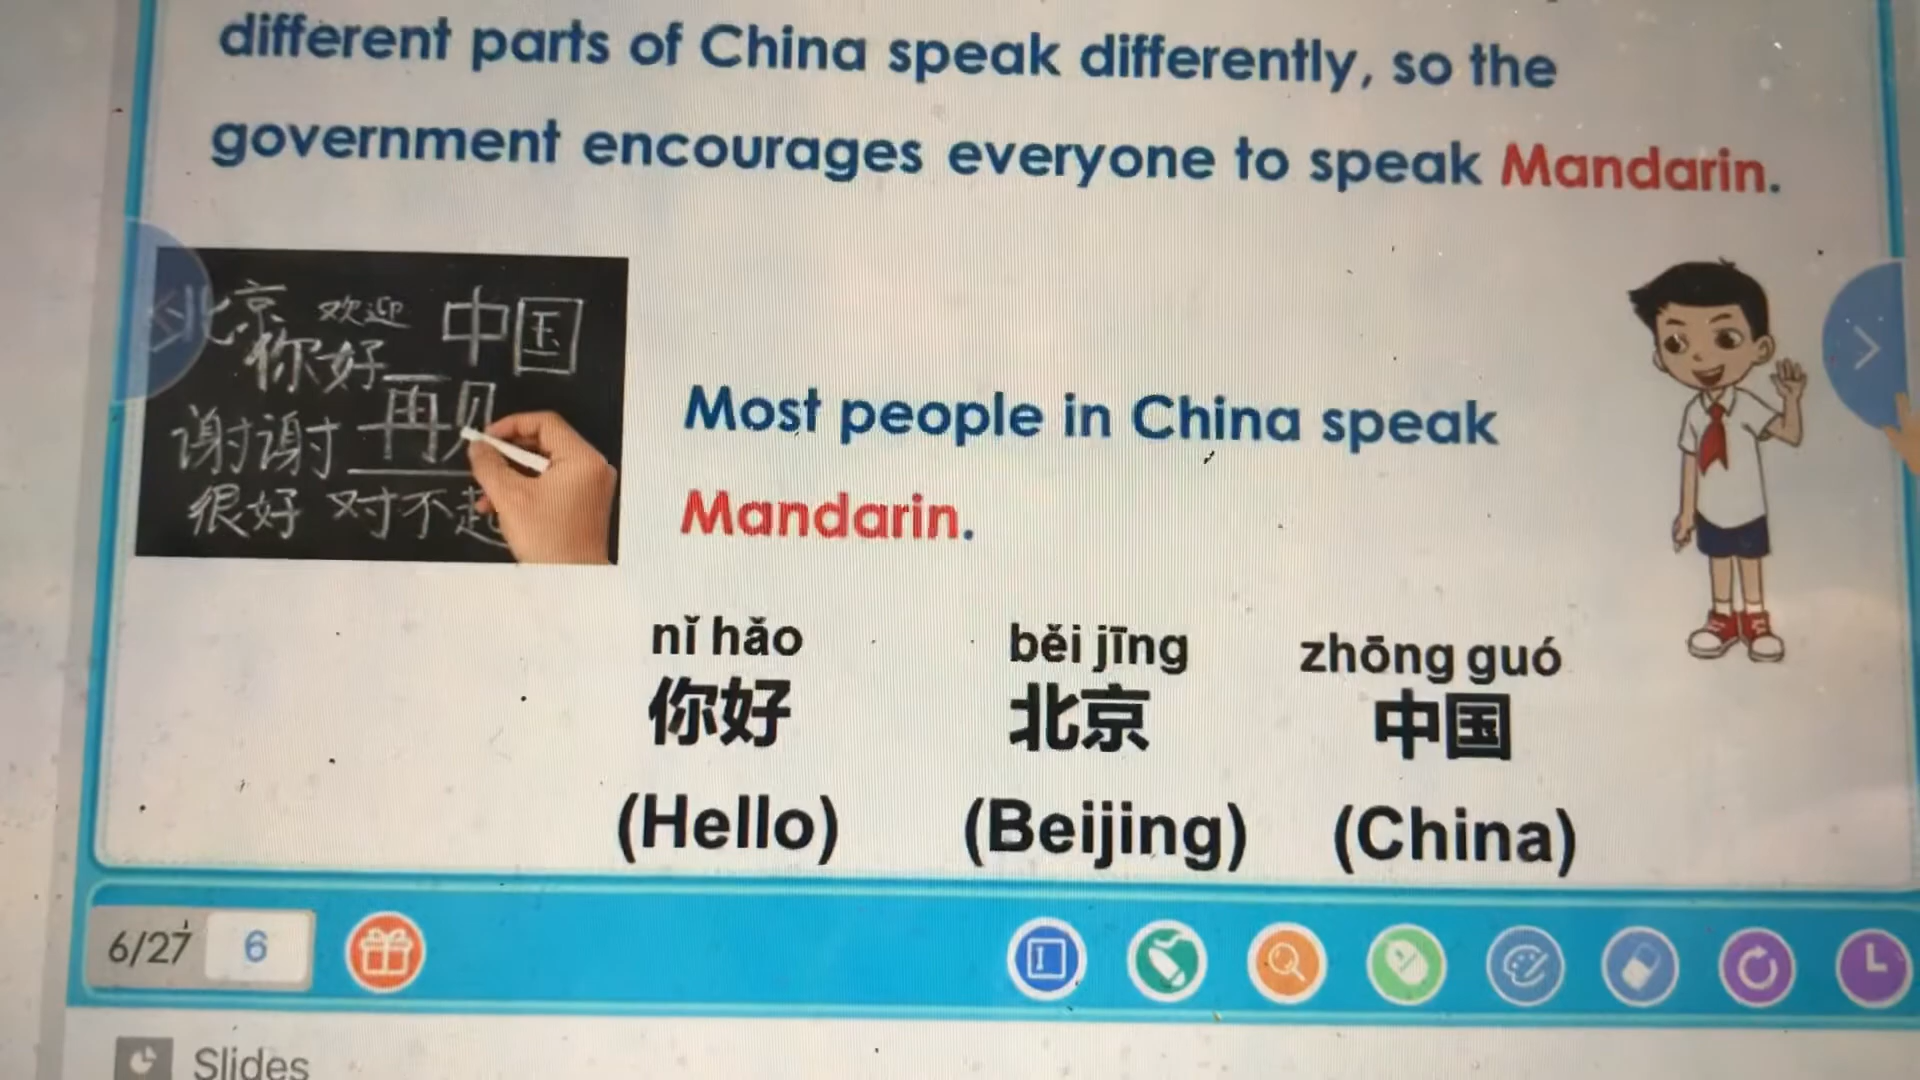 different parts of China speak differently, so the
government encourages everyone to speak Mandarin.
北京 欢迎 中国
你好
再见
谢谢
很好 对不起
Most people in China speak
Mandarin.
nǐ hǎo běi jīng zhōng guó
你好 北京 中国
(Hello) (Beijing) (China)
6/27 6
Slides